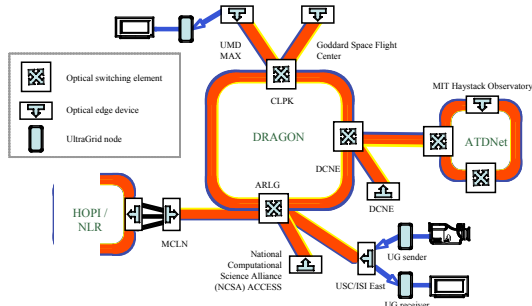 UMD
MAX
Goddard Space Flight
Center
Optical switching element
Optical edge device
UltraGrid node
CLPK
MIT Haystack Observatory
DRAGON
ATDNet
DCNE
DCNE
ARLG
HOPI /
NLR
MCLN
National
Computational
Science Alliance
(NCSA) ACCESS
USC/ISI East
UG sender
UG receiver